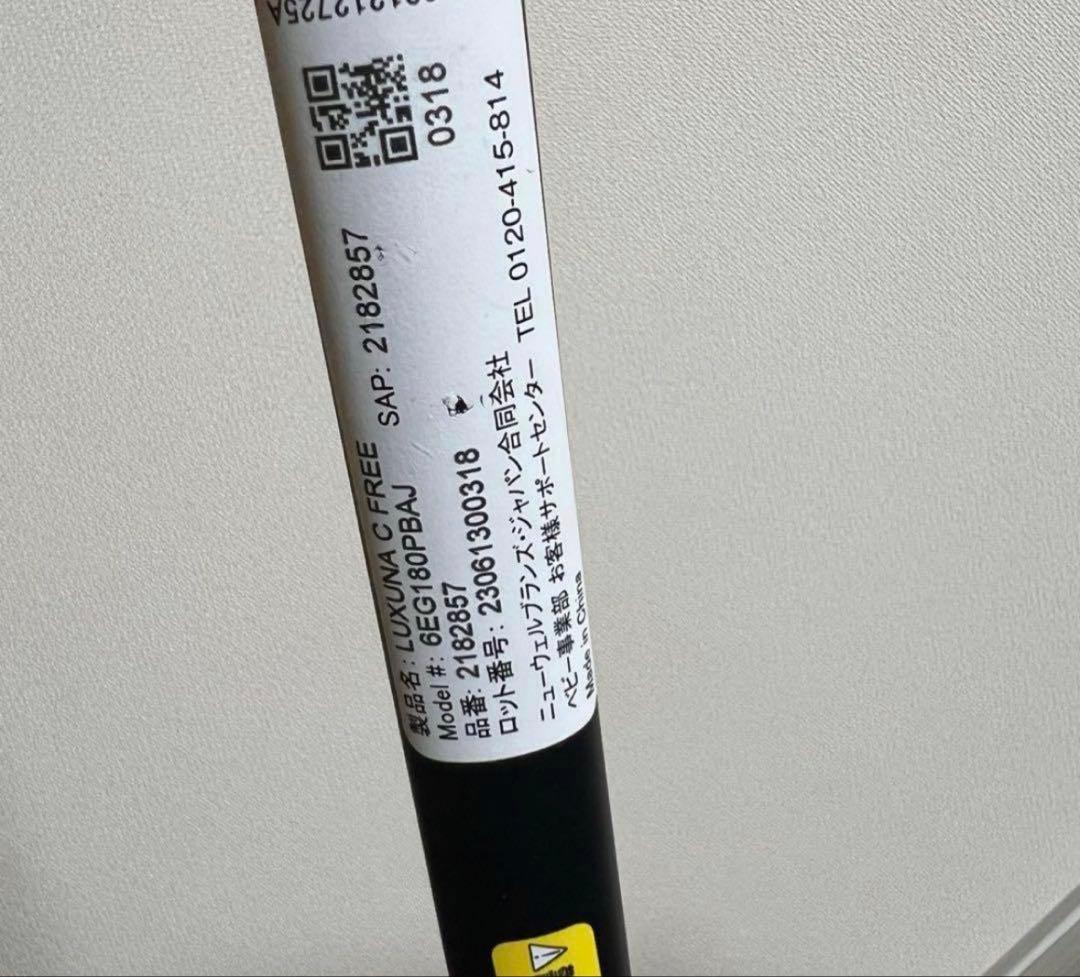 製品名: LUXUNA C FREE
Model #: 6EG180PBAJ SAP: 2182857
品番: 2182857
ロット番号: 23061300318
0318
ニューウェルブランズ・ジャパン合同会社
ベビー事業部 お客様サポートセンター TEL 0120-415-814
Made in China